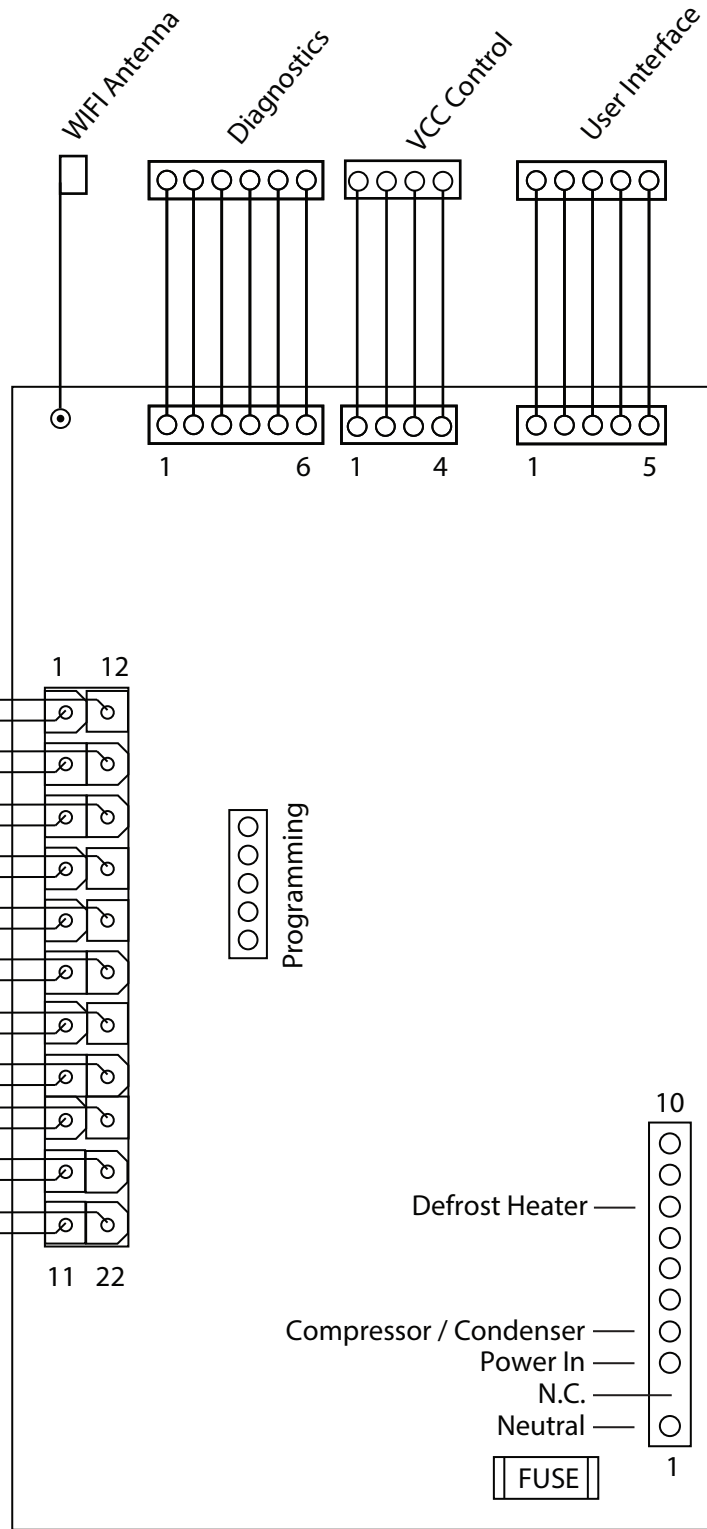 WIFI Antenna
Diagnostics
VCC Control
User Interface
1 6 1 4 1 5
1 12
Programming
11 22
10
Defrost Heater
Compressor / Condenser
Power In
N.C.
Neutral
1
FUSE